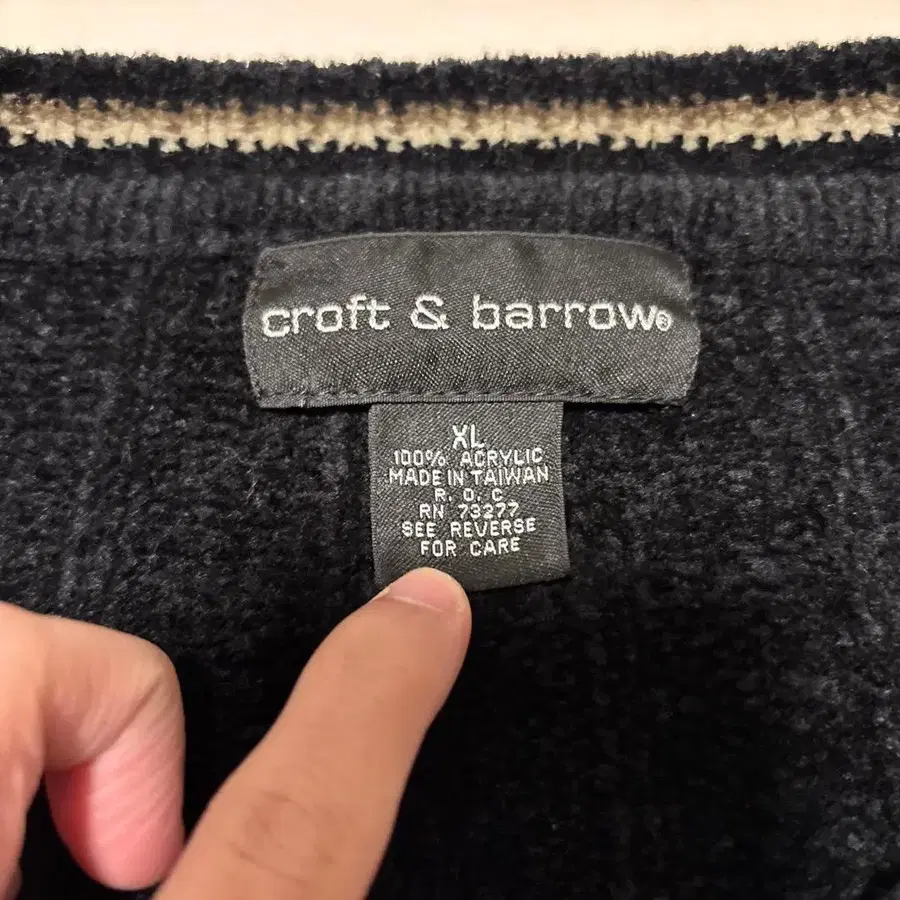 croft & barrow®
XL
100% ACRYLIC
MADE IN TAIWAN
R. O. C
RN 73277
SEE REVERSE
FOR CARE